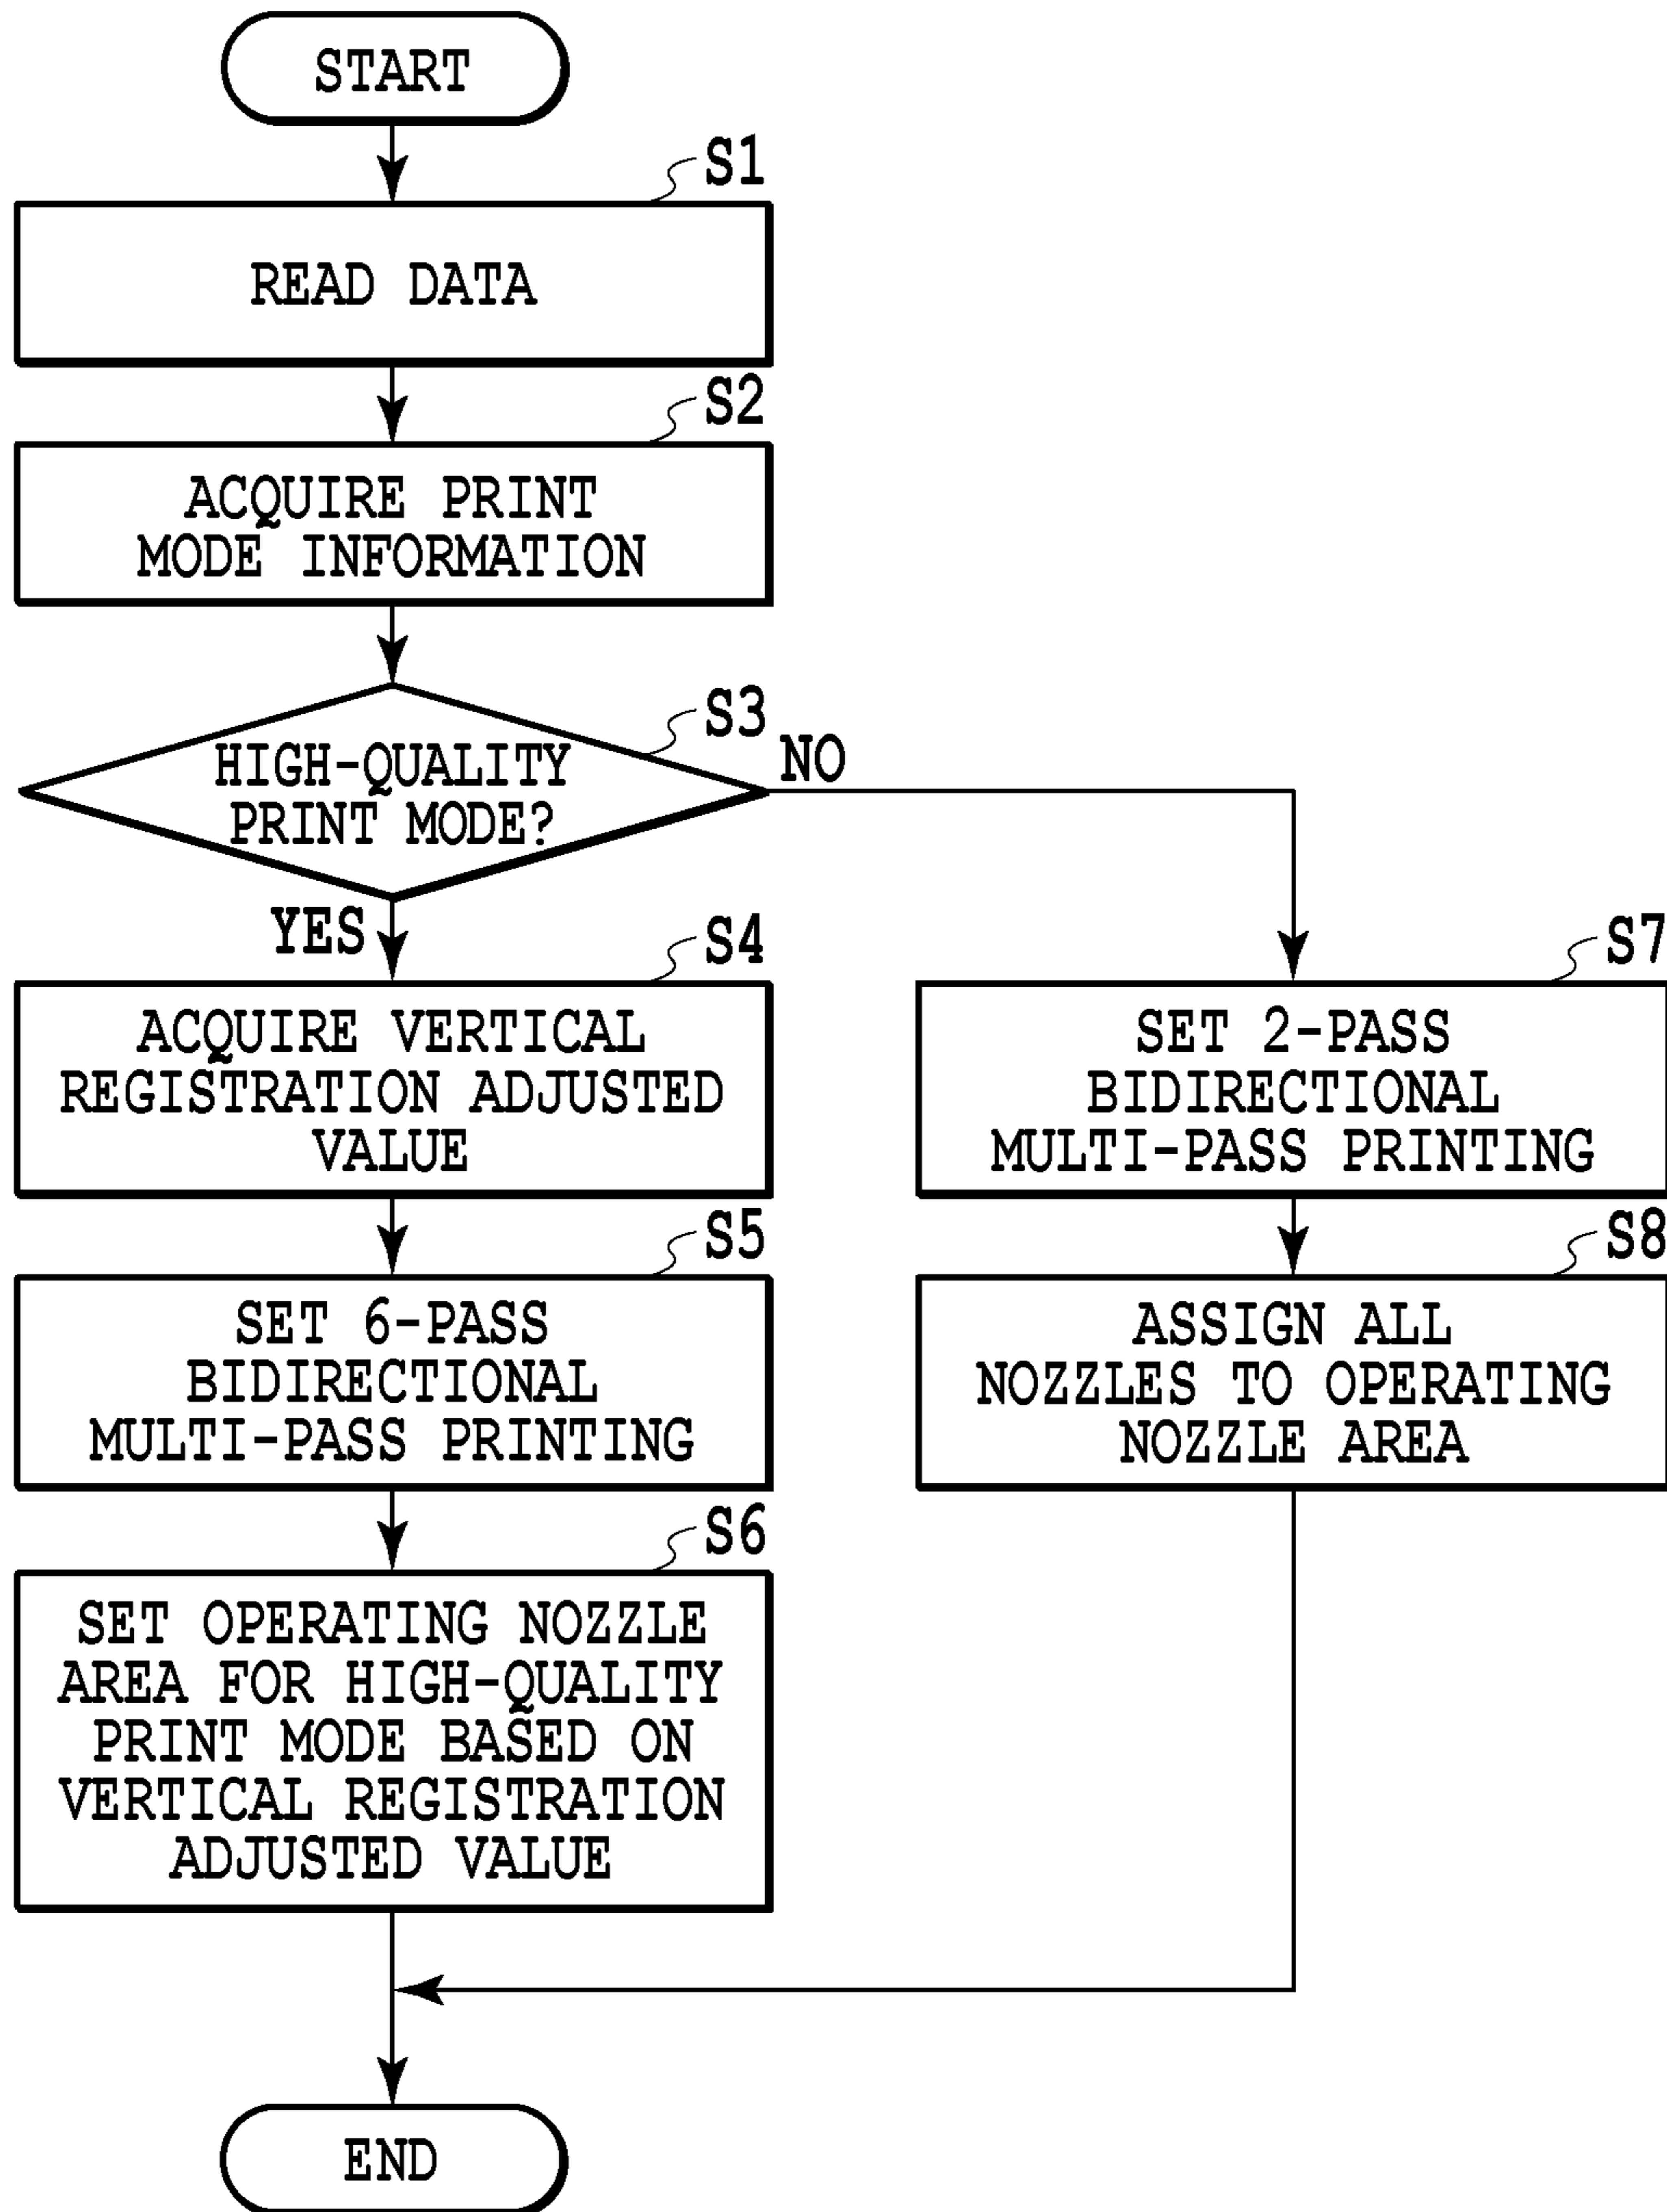 START
S1
READ DATA
S2
ACQUIRE PRINT
MODE INFORMATION
S3
HIGH-QUALITY
PRINT MODE?
NO
YES
S4
ACQUIRE VERTICAL
REGISTRATION ADJUSTED
VALUE
S5
SET 6-PASS
BIDIRECTIONAL
MULTI-PASS PRINTING
S6
SET OPERATING NOZZLE
AREA FOR HIGH-QUALITY
PRINT MODE BASED ON
VERTICAL REGISTRATION
ADJUSTED VALUE
S7
SET 2-PASS
BIDIRECTIONAL
MULTI-PASS PRINTING
S8
ASSIGN ALL
NOZZLES TO OPERATING
NOZZLE AREA
END